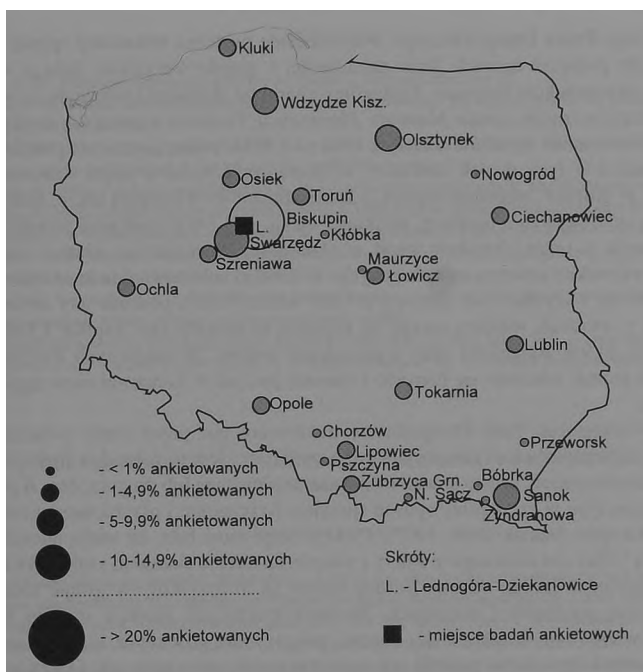 Kluki
Wdzydze Kisz.
Olsztynek
Nowogród
Osiek
Toruń
Ciechanowiec
Biskupin
L.
Kłóbka
Swarzędz
Szreniawa
Maurzyce
Łowicz
Ochla
Lublin
Tokarnia
Opole
Chorzów
Przeworsk
Lipowiec
Pszczyna
Zubrzyca Grn.
Bóbrka
N. Sącz
Sanok
Zyndranowa
- < 1% ankietowanych
- 1-4,9% ankietowanych
- 5-9,9% ankietowanych
- 10-14,9% ankietowanych
- > 20% ankietowanych
Skróty:
L. - Lednogóra-Dziekanowice
- miejsce badań ankietowych